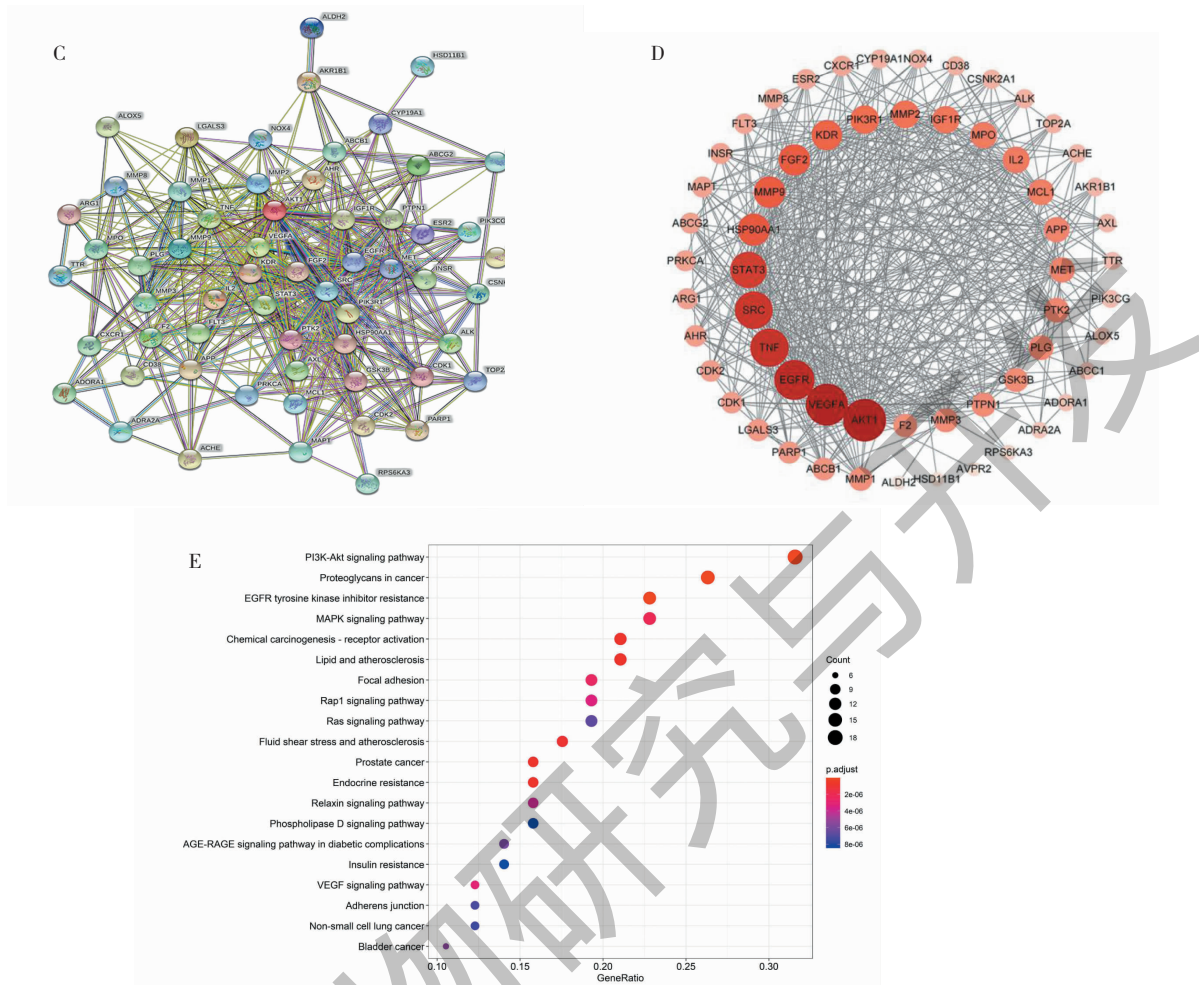 C
ALDH2
HSD11B1
AKR1B1
CYP19A1
ALOX5
LGALS3
NOX4
ABCB1
ABCG2
MMP8
MMP1
MMP2
AHR
AKT1
ARG1
TNF
IGF1R
PTPN1
ESR2
PIK3CG
MPO
MMP9
VEGFA
EGFR
MET
TTR
PLG
KDR
FGF2
SRC
INSR
MMP3
IL2
STAT3
PIK3R1
CXCR1
F2
FLT3
PTK2
HSP90AA1
ALK
CD38
APP
AXL
GSK3B
CDK1
TOP2
ADORA1
PRKCA
MCL1
ADRA2A
CDK2
PARP1
ACHE
MAPT
RPS6KA3
D
CYP19A1
NOX4
CXCR1
CD38
ESR2
CSNK2A1
MMP8
ALK
FLT3
TOP2A
INSR
ACHE
MAPT
AKR1B1
ABCG2
AXL
PRKCA
TTR
ARG1
PIK3CG
AHR
ALOX5
CDK2
ABCC1
CDK1
ADORA1
LGALS3
ADRA2A
PARP1
RPS6KA3
ABCB1
AVPR2
MMP1
ALDH2
HSD11B1
PIK3R1
MMP2
IGF1R
KDR
MPO
FGF2
IL2
MMP9
MCL1
HSP90AA1
APP
STAT3
MET
SRC
PTK2
TNF
PLG
EGFR
GSK3B
VEGFA
PTPN1
AKT1
F2
MMP3
E
PI3K-Akt signaling pathway
Proteoglycans in cancer
EGFR tyrosine kinase inhibitor resistance
MAPK signaling pathway
Chemical carcinogenesis - receptor activation
Lipid and atherosclerosis
Focal adhesion
Rap1 signaling pathway
Ras signaling pathway
Fluid shear stress and atherosclerosis
Prostate cancer
Endocrine resistance
Relaxin signaling pathway
Phospholipase D signaling pathway
AGE-RAGE signaling pathway in diabetic complications
Insulin resistance
VEGF signaling pathway
Adherens junction
Non-small cell lung cancer
Bladder cancer
0.10 0.15 0.20 0.25 0.30
GeneRatio
Count
6
9
12
15
18
p.adjust
2e-06
4e-06
6e-06
8e-06
物研究与开发